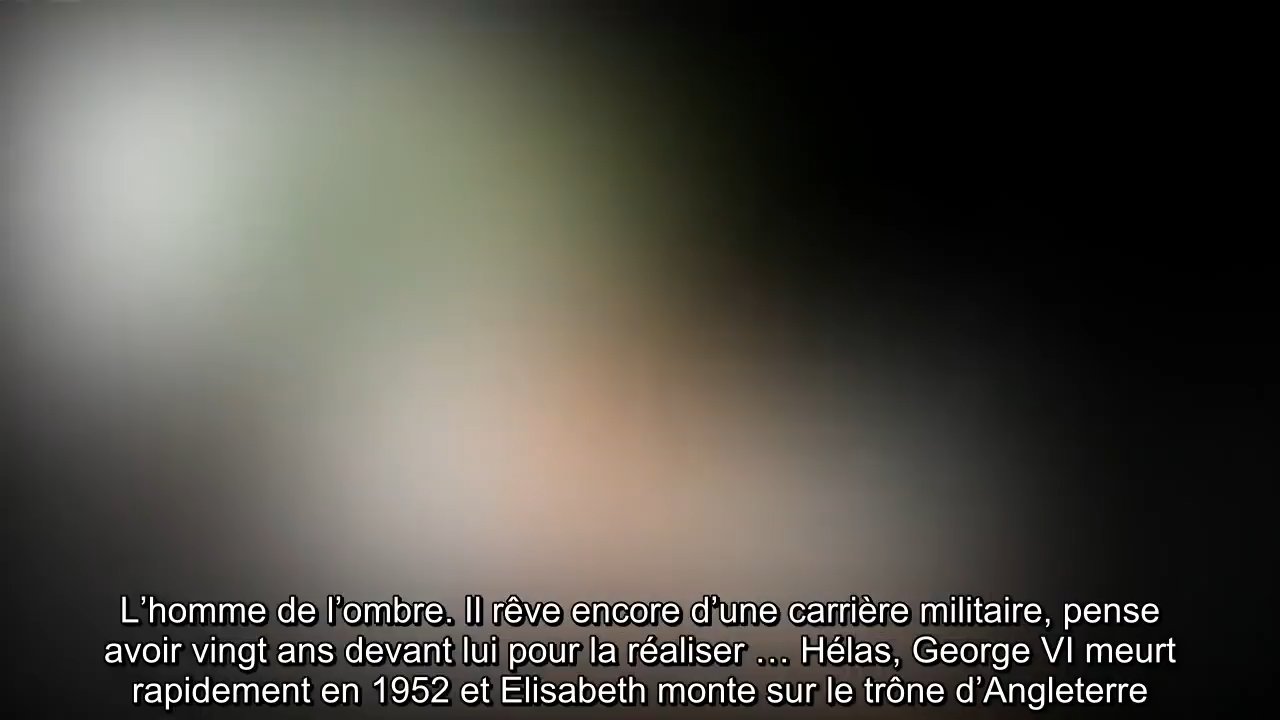 L’homme de l’ombre. Il rêve encore d’une carrière militaire, pense
avoir vingt ans devant lui pour la réaliser … Hélas, George VI meurt
rapidement en 1952 et Elisabeth monte sur le trône d’Angleterre